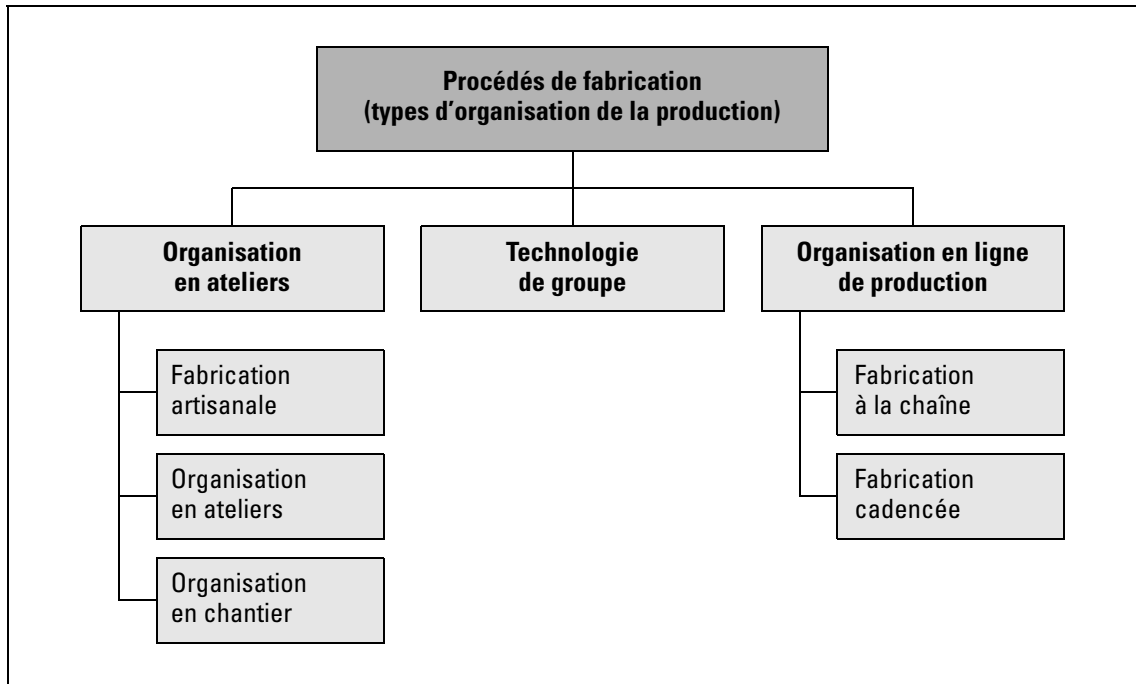 Procédés de fabrication
(types d'organisation de la production)
Organisation
en ateliers
Technologie
de groupe
Organisation en ligne
de production
Fabrication
artisanale
Organisation
en ateliers
Organisation
en chantier
Fabrication
à la chaîne
Fabrication
cadencée